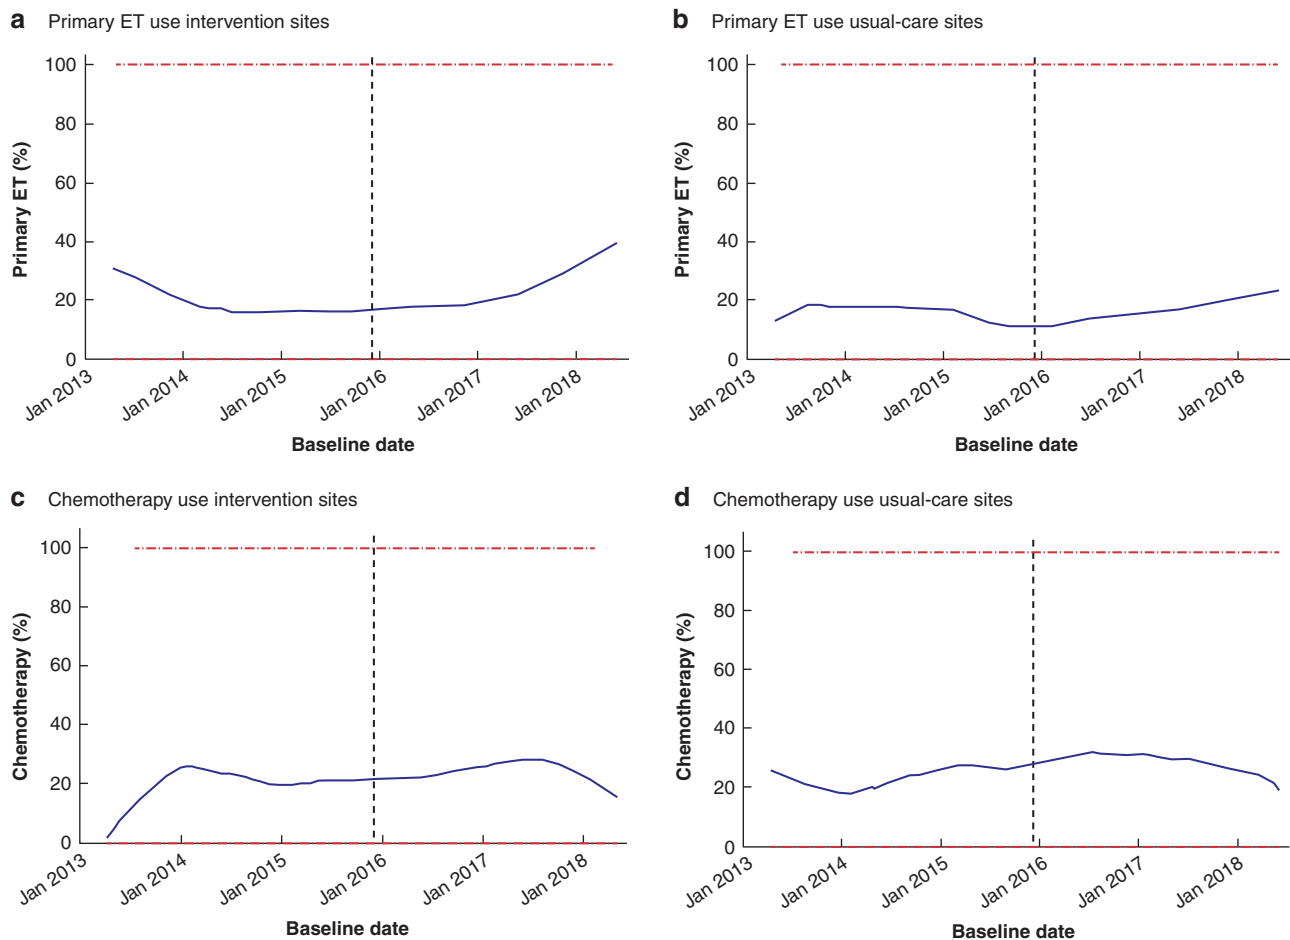 a Primary ET use intervention sites
100
80
60
40
20
0
Primary ET (%)
Jan 2013
Jan 2014
Jan 2015
Jan 2016
Jan 2017
Jan 2018
Baseline date
b Primary ET use usual-care sites
100
80
60
40
20
0
Primary ET (%)
Jan 2013
Jan 2014
Jan 2015
Jan 2016
Jan 2017
Jan 2018
Baseline date
c Chemotherapy use intervention sites
100
80
60
40
20
0
Chemotherapy (%)
Jan 2013
Jan 2014
Jan 2015
Jan 2016
Jan 2017
Jan 2018
Baseline date
d Chemotherapy use usual-care sites
100
80
60
40
20
0
Chemotherapy (%)
Jan 2013
Jan 2014
Jan 2015
Jan 2016
Jan 2017
Jan 2018
Baseline date